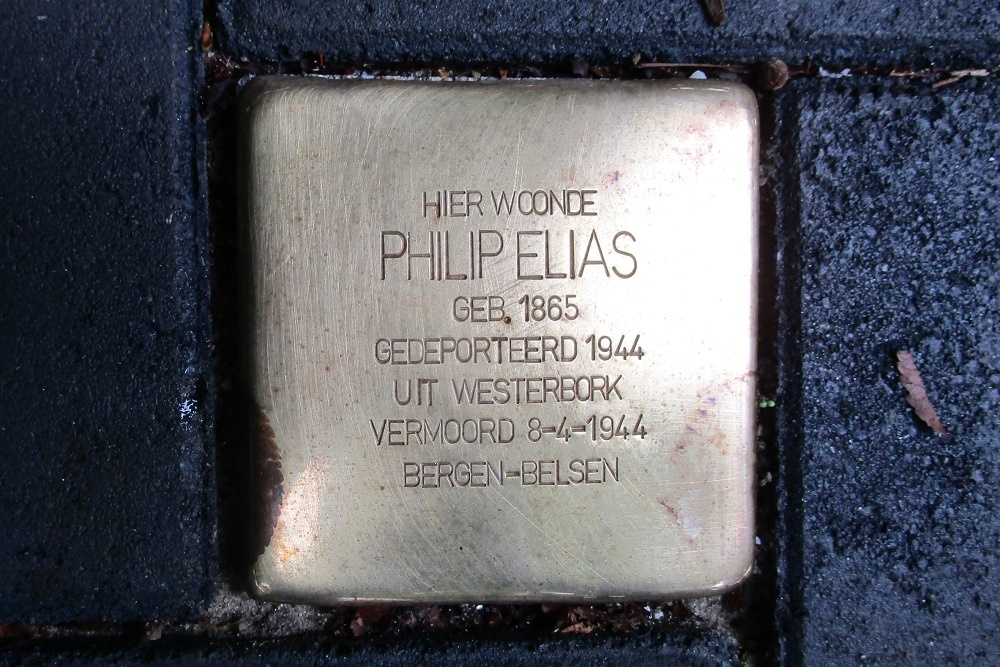 HIER WOONDE
PHILIP ELIAS
GEB. 1865
GEDEPORTEERD 1944
UIT WESTERBORK
VERMOORD 8-4-1944
BERGEN-BELSEN